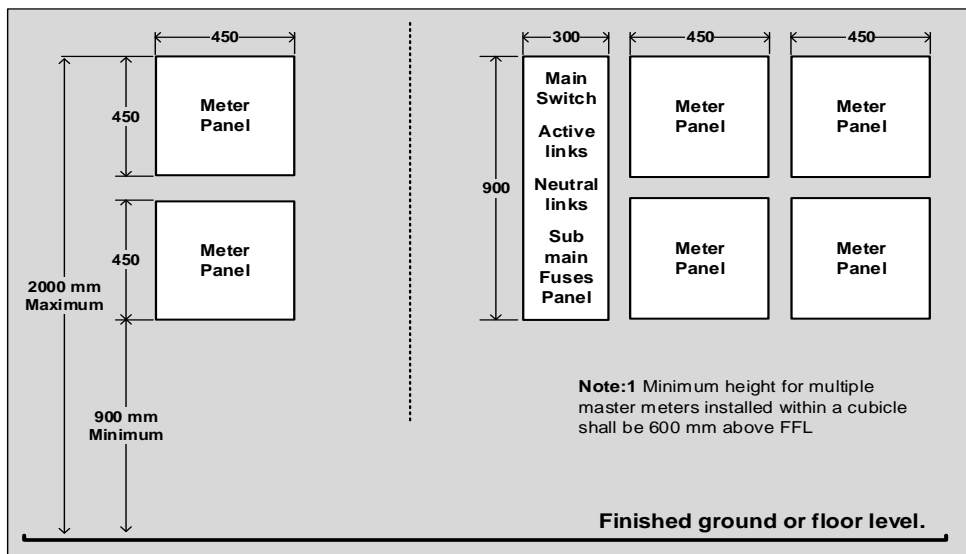 450
450
Meter
Panel
450
Meter
Panel
2000 mm
Maximum
900 mm
Minimum
300
450
450
900
Main
Switch
Active
links
Neutral
links
Sub
main
Fuses
Panel
Meter
Panel
Meter
Panel
Meter
Panel
Meter
Panel
Note:1 Minimum height for multiple
master meters installed within a cubicle
shall be 600 mm above FFL
Finished ground or floor level.